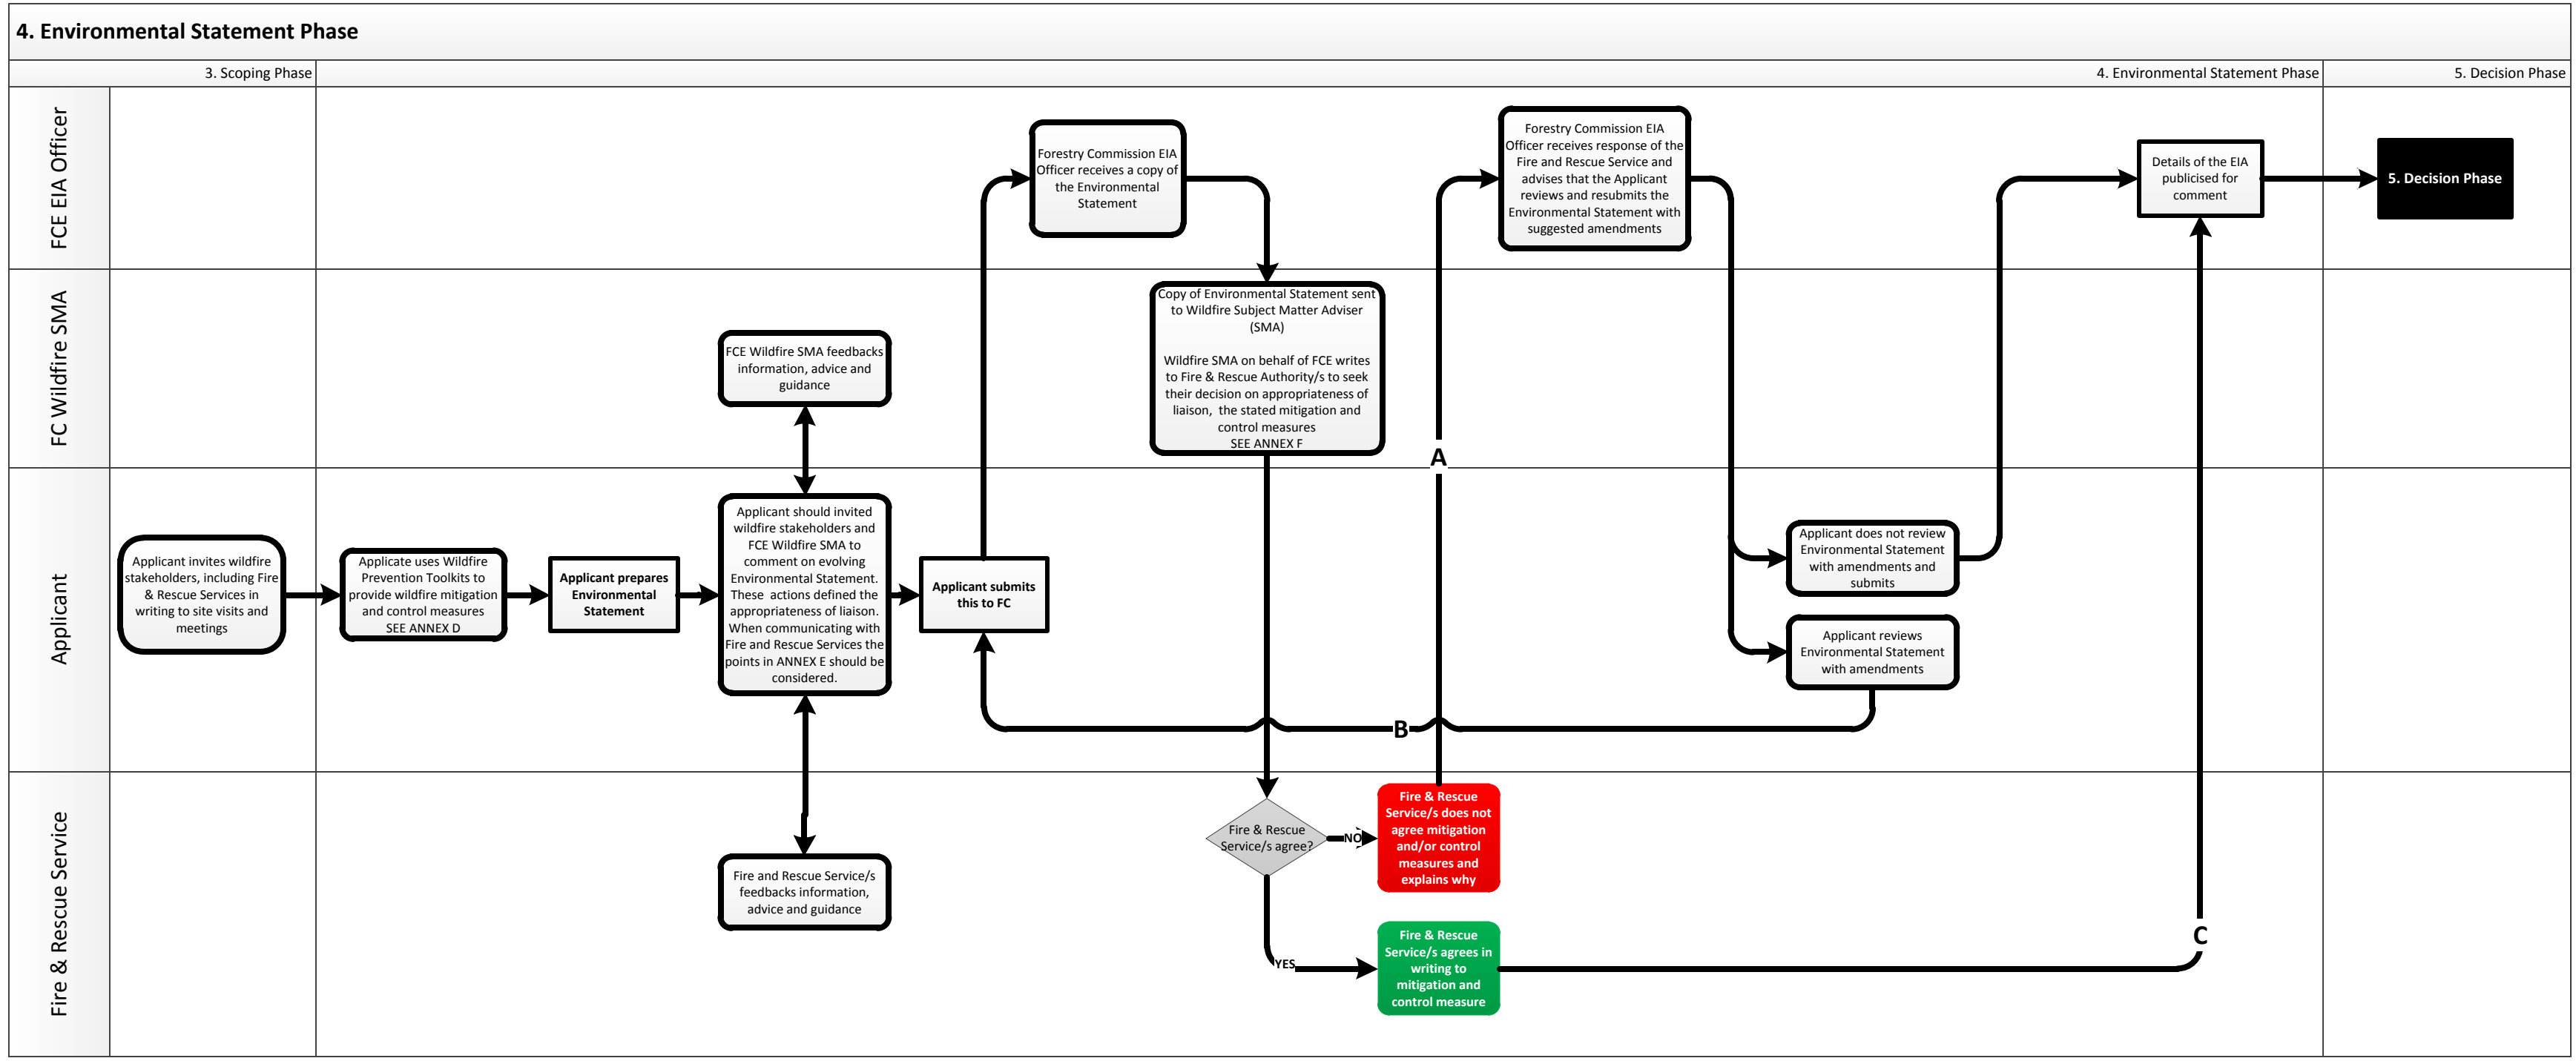 4. Environmental Statement Phase
3. Scoping Phase
4. Environmental Statement Phase
5. Decision Phase
FCE EIA Officer
Forestry Commission EIA
Officer receives a copy of
the Environmental
Statement
Forestry Commission EIA
Officer receives response of the
Fire and Rescue Service and
advises that the Applicant
reviews and resubmits the
Environmental Statement with
suggested amendments
Details of the EIA
publicised for
comment
5. Decision Phase
FC Wildfire SMA
FCE Wildfire SMA feedbacks
information, advice and
guidance
Copy of Environmental Statement sent
to Wildfire Subject Matter Adviser
(SMA)
Wildfire SMA on behalf of FCE writes
to Fire & Rescue Authority/s to seek
their decision on appropriateness of
liaison, the stated mitigation and
control measures
SEE ANNEX F
A
Applicant
Applicant invites wildfire
stakeholders, including Fire
& Rescue Services in
writing to site visits and
meetings
Applicate uses Wildfire
Prevention Toolkits to
provide wildfire mitigation
and control measures
SEE ANNEX D
Applicant prepares
Environmental
Statement
Applicant should invited
wildfire stakeholders and
FCE Wildfire SMA to
comment on evolving
Environmental Statement.
These actions defined the
appropriateness of liaison.
When communicating with
Fire and Rescue Services the
points in ANNEX E should be
considered.
Applicant submits
this to FC
Applicant does not review
Environmental Statement
with amendments and
submits
Applicant reviews
Environmental Statement
with amendments
B
Fire & Rescue Service
Fire and Rescue Service/s
feedbacks information,
advice and guidance
Fire & Rescue
Service/s agree?
NO
Fire & Rescue
Service/s does not
agree mitigation
and/or control
measures and
explains why
YES
Fire & Rescue
Service/s agrees in
writing to
mitigation and
control measure
C